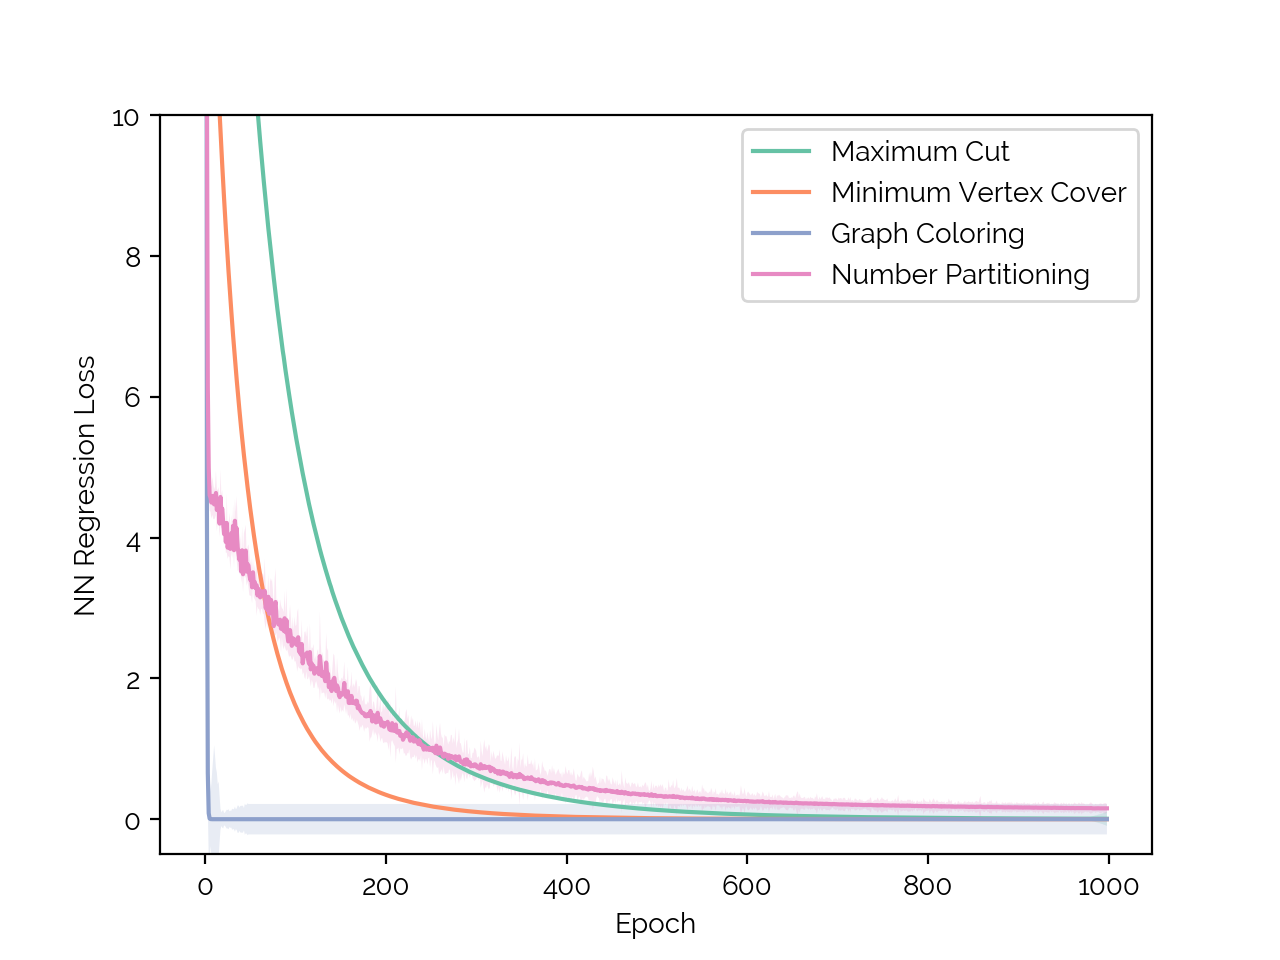 10
8
6
4
2
0
NN Regression Loss
Maximum Cut
Minimum Vertex Cover
Graph Coloring
Number Partitioning
0 200 400 600 800 1000
Epoch